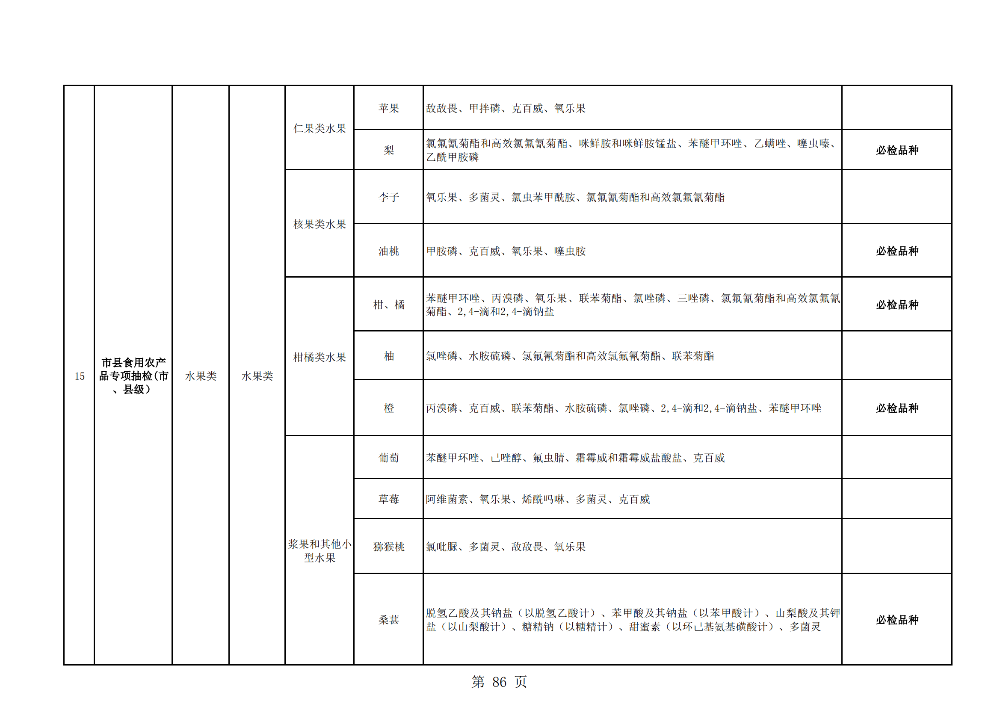 15
市县食用农产
品专项抽检(市
、县级）
水果类
水果类
仁果类水果
苹果
敌敌畏、甲拌磷、克百威、氧乐果
梨
氯氟氰菊酯和高效氯氟氰菊酯、咪鲜胺和咪鲜胺锰盐、苯醚甲环唑、乙螨唑、噻虫嗪、
乙酰甲胺磷
必检品种
核果类水果
李子
氧乐果、多菌灵、氯虫苯甲酰胺、氯氟氰菊酯和高效氯氟氰菊酯
油桃
甲胺磷、克百威、氧乐果、噻虫胺
必检品种
柑橘类水果
柑、橘
苯醚甲环唑、丙溴磷、氧乐果、联苯菊酯、氯唑磷、三唑磷、氯氟氰菊酯和高效氯氟氰
菊酯、2,4-滴和2,4-滴钠盐
必检品种
柚
氯唑磷、水胺硫磷、氯氟氰菊酯和高效氯氟氰菊酯、联苯菊酯
橙
丙溴磷、克百威、联苯菊酯、水胺硫磷、氯唑磷、2,4-滴和2,4-滴钠盐、苯醚甲环唑
必检品种
浆果和其他小
型水果
葡萄
苯醚甲环唑、己唑醇、氟虫腈、霜霉威和霜霉威盐酸盐、克百威
草莓
阿维菌素、氧乐果、烯酰吗啉、多菌灵、克百威
猕猴桃
氯吡脲、多菌灵、敌敌畏、氧乐果
桑葚
脱氢乙酸及其钠盐（以脱氢乙酸计）、苯甲酸及其钠盐（以苯甲酸计）、山梨酸及其钾
盐（以山梨酸计）、糖精钠（以糖精计）、甜蜜素（以环己基氨基磺酸计）、多菌灵
必检品种
第 86 页